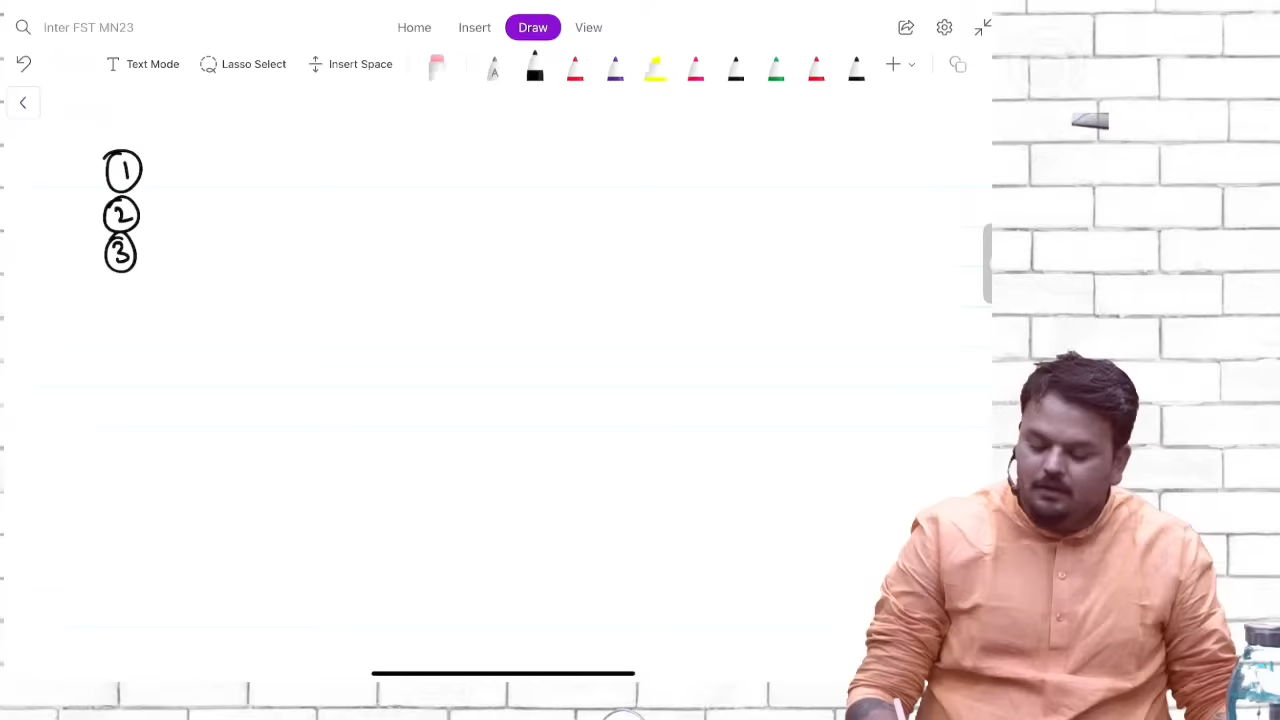 Inter FST MN23
Home Insert Draw View
Text Mode Lasso Select Insert Space
A
1
2
3